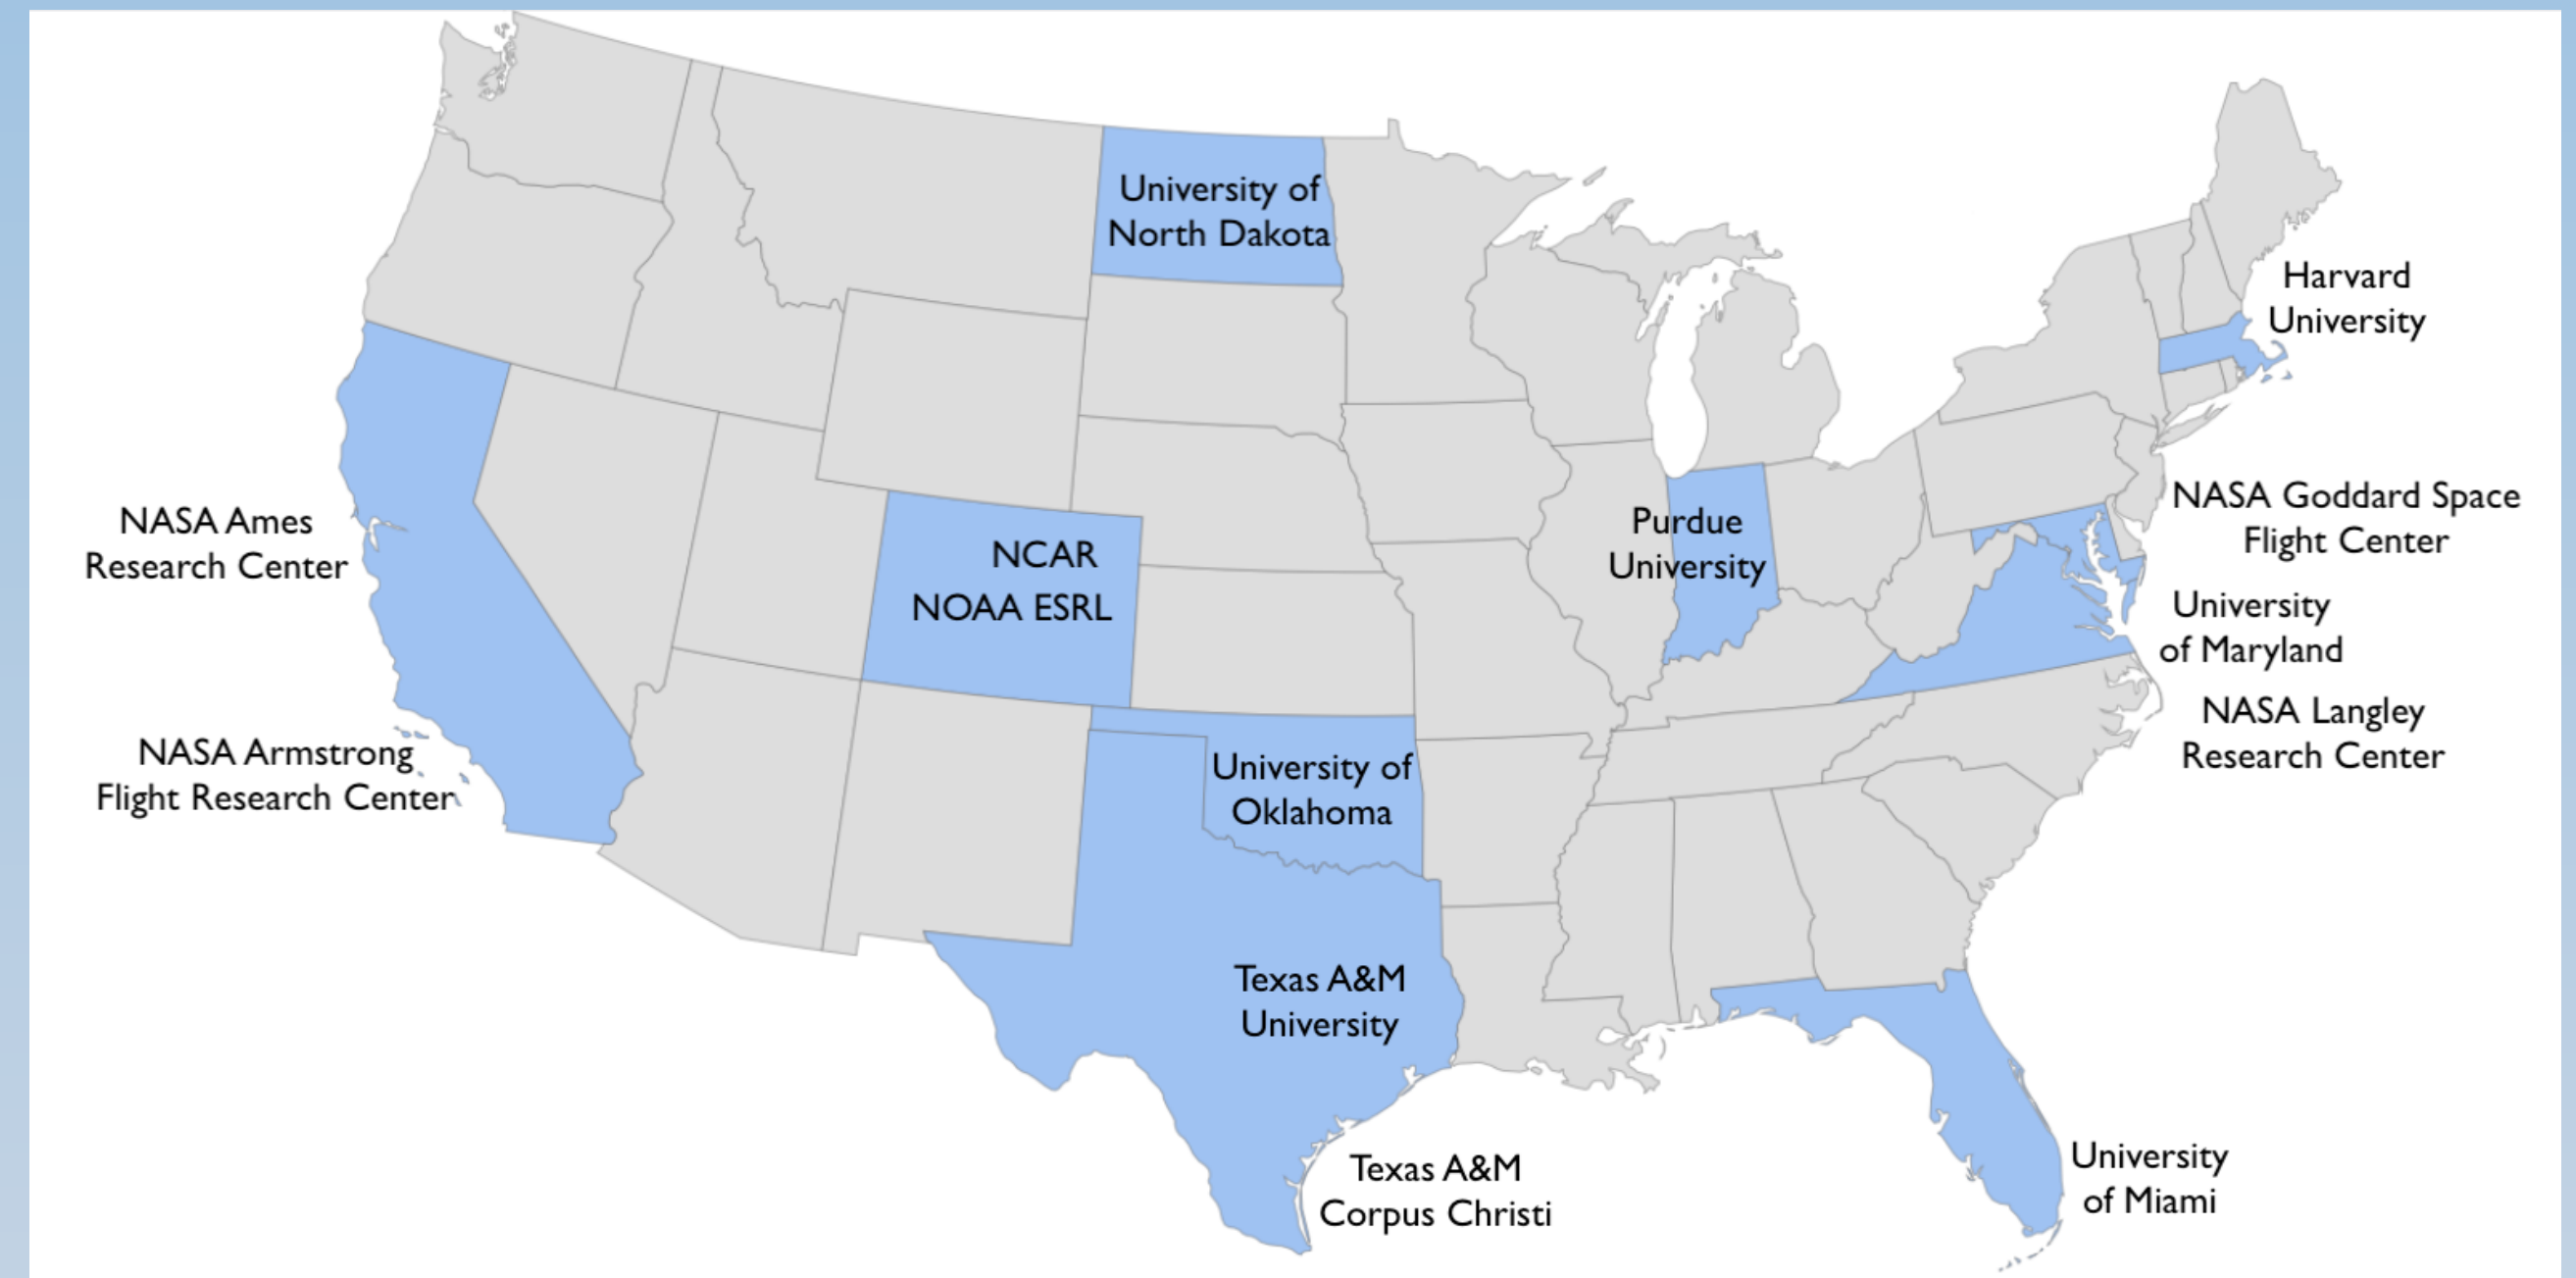 University of
North Dakota
Harvard
University
NASA Ames
Research Center
NCAR
NOAA ESRL
Purdue
University
NASA Goddard Space
Flight Center
University
of Maryland
NASA Langley
Research Center
NASA Armstrong
Flight Research Center
University of
Oklahoma
Texas A&M
University
Texas A&M
Corpus Christi
University
of Miami